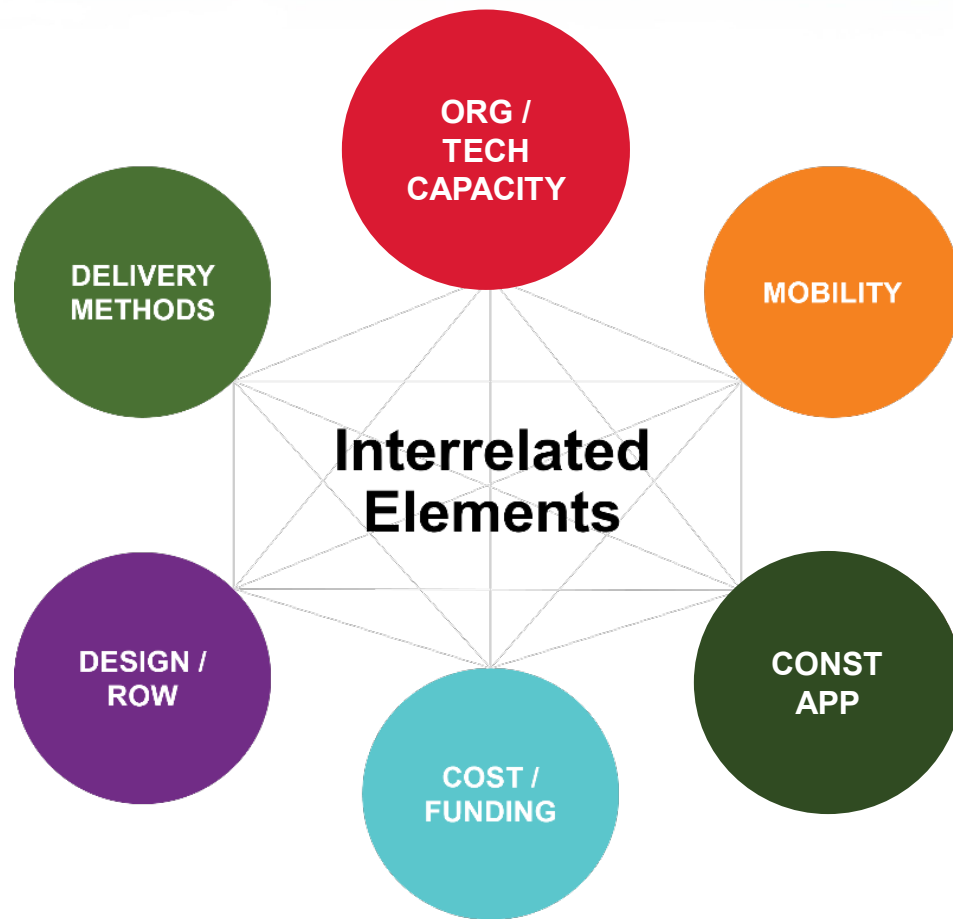 ORG /
TECH
CAPACITY
DELIVERY
METHODS
MOBILITY
Interrelated
Elements
DESIGN /
ROW
CONST
APP
COST /
FUNDING